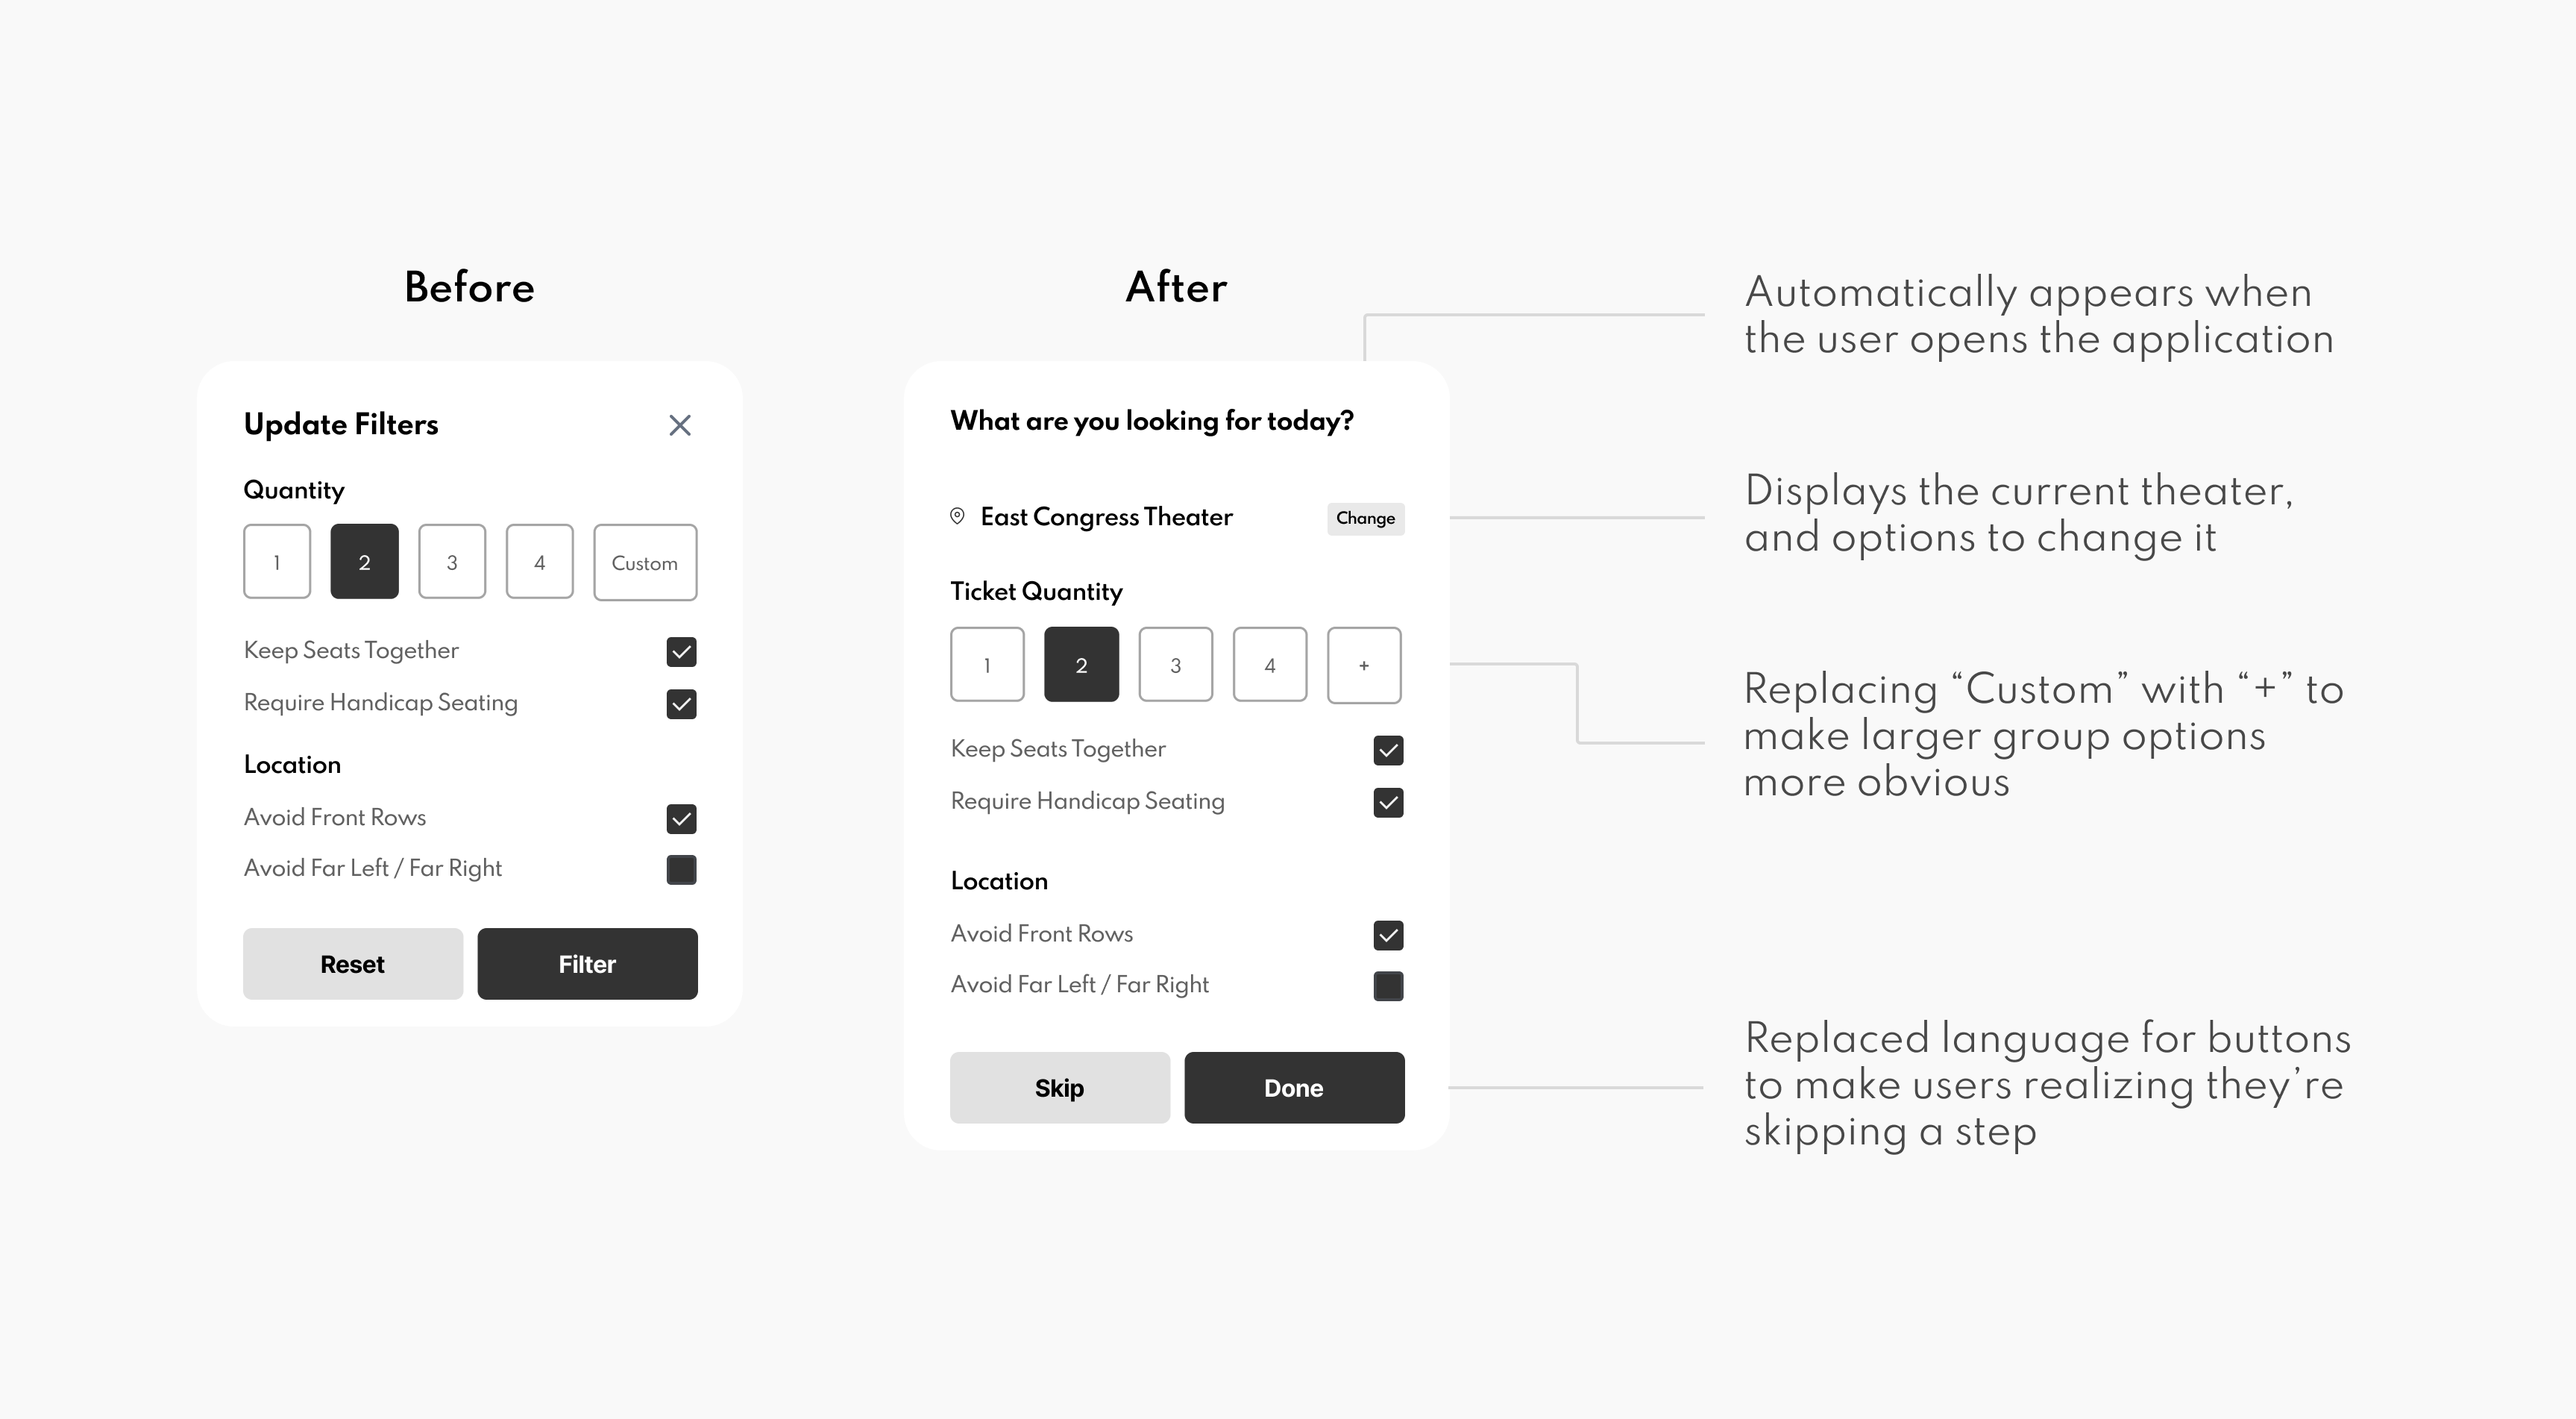 Before
Update Filters
Quantity
1 2 3 4 Custom
Keep Seats Together
Require Handicap Seating
Location
Avoid Front Rows
Avoid Far Left / Far Right
Reset Filter
After
What are you looking for today?
East Congress Theater Change
Ticket Quantity
1 2 3 4 +
Keep Seats Together
Require Handicap Seating
Location
Avoid Front Rows
Avoid Far Left / Far Right
Skip Done
Automatically appears when
the user opens the application
Displays the current theater,
and options to change it
Replacing “Custom” with “+” to
make larger group options
more obvious
Replaced language for buttons
to make users realizing they’re
skipping a step